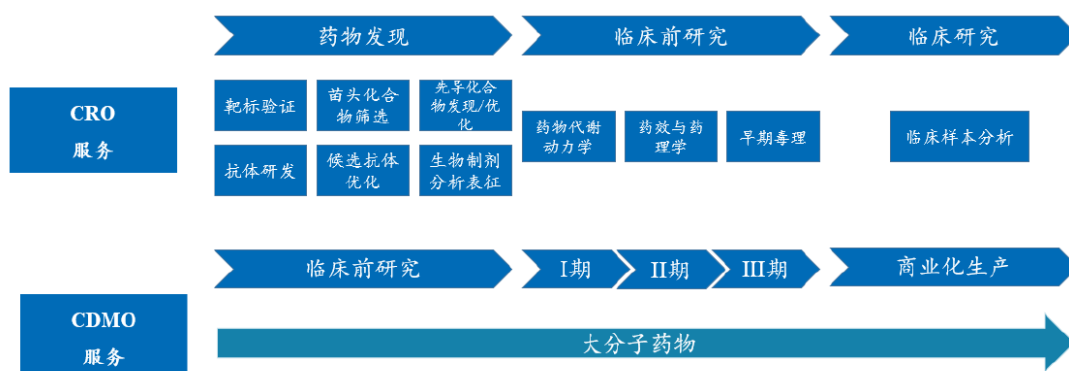 药物发现
临床前研究
临床研究
CRO
服务
靶标验证
苗头化合
物筛选
先导化合
物发现/优
化
抗体研发
候选抗体
优化
生物制剂
分析表征
药物代谢
动力学
药效与药
理学
早期毒理
临床样本分析
临床前研究
I期
II期
III期
商业化生产
CDMO
服务
大分子药物